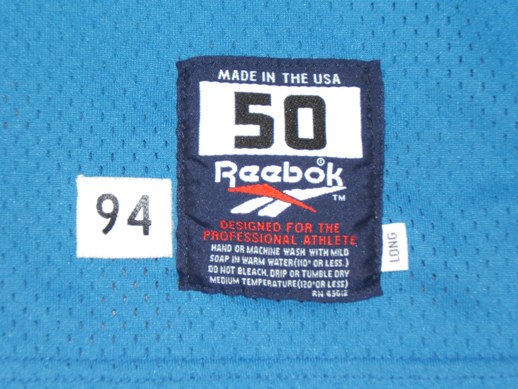 MADE IN THE USA
50
Reebok®
TM
94
DESIGNED FOR THE
PROFESSIONAL ATHLETE
LONG
HAND OR MACHINE WASH WITH MILD
SOAP IN WARM WATER(110° OR LESS.)
DO NOT BLEACH. DRIP OR TUMBLE DRY
MEDIUM TEMPERATURE(120°OR LESS)